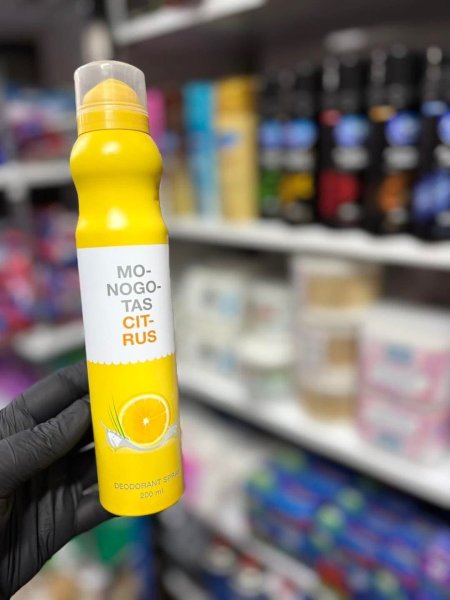 MO-
NOGO-
TAS
CIT-
RUS
DEODORANT SPRAY
200 ml